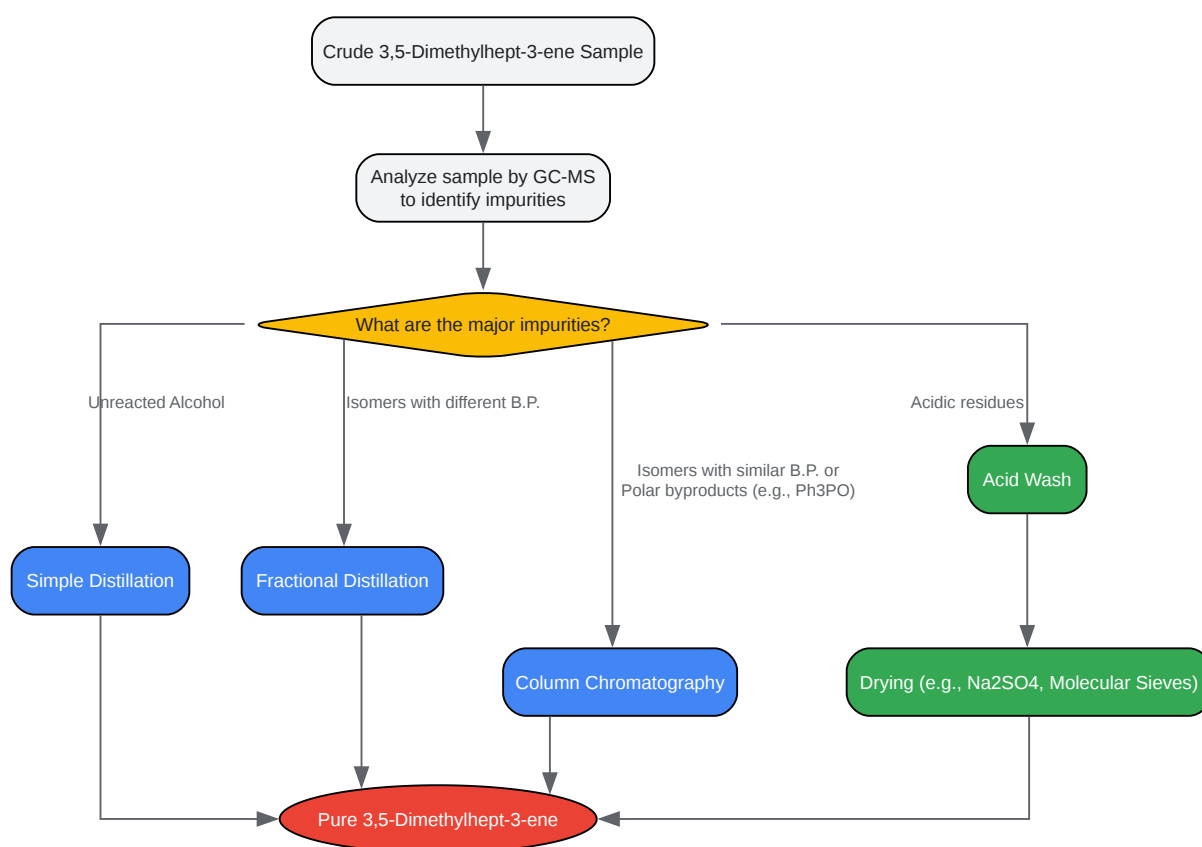 Crude 3,5-Dimethylhept-3-ene Sample
Analyze sample by GC-MS
to identify impurities
What are the major impurities?
Unreacted Alcohol
Isomers with different B.P.
Acidic residues
Isomers with similar B.P. or
Polar byproducts (e.g., Ph3PO)
Acid Wash
Simple Distillation
Fractional Distillation
Column Chromatography
Drying (e.g., Na2SO4, Molecular Sieves)
Pure 3,5-Dimethylhept-3-ene